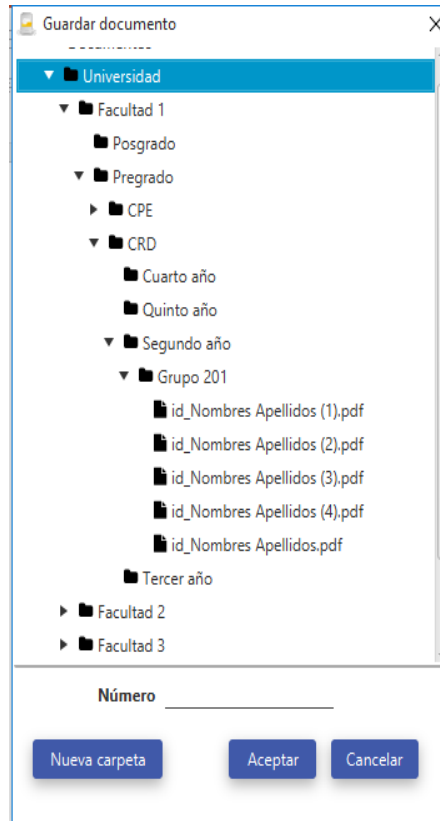 Guardar documento
Universidad
Facultad 1
Posgrado
Pregrado
CPE
CRD
Cuarto año
Quinto año
Segundo año
Grupo 201
id_Nombres Apellidos (1).pdf
id_Nombres Apellidos (2).pdf
id_Nombres Apellidos (3).pdf
id_Nombres Apellidos (4).pdf
id_Nombres Apellidos.pdf
Tercer año
Facultad 2
Facultad 3
Número
Nueva carpeta Aceptar Cancelar